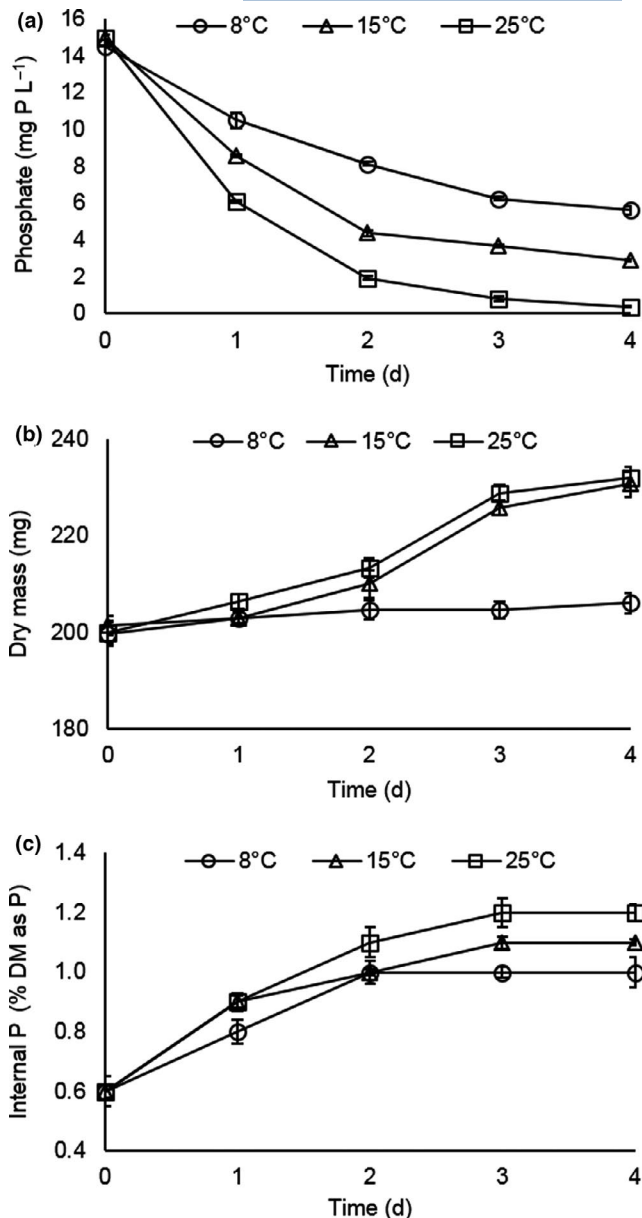 (a)
8°C 15°C 25°C
16
14
12
10
8
6
4
2
0
Phosphate (mg P L⁻¹)
0 1 2 3 4
Time (d)
(b)
8°C 15°C 25°C
240
220
200
180
Dry mass (mg)
0 1 2 3 4
Time (d)
(c)
8°C 15°C 25°C
1.4
1.2
1.0
0.8
0.6
0.4
Internal P (% DM as P)
0 1 2 3 4
Time (d)